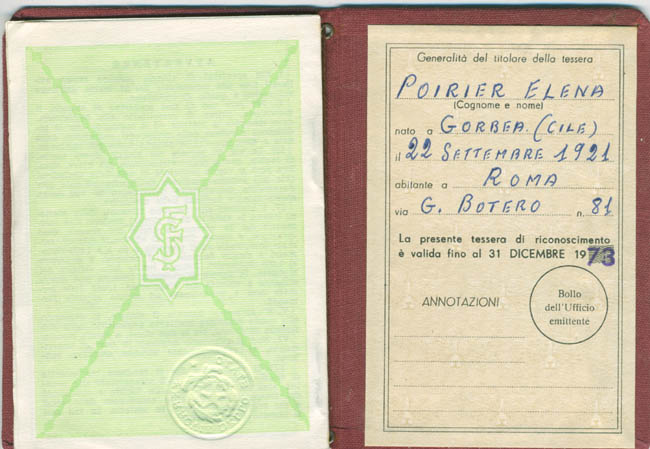 FS
Generalità del titolare della tessera
POIRIER ELENA
(Cognome e nome)
nato a GORBEA (CILE)
il 22 SETTEMBRE 1921
abitante a ROMA
via G. BOTERO n. 81
La presente tessera di riconoscimento
è valida fino al 31 DICEMBRE 1973
ANNOTAZIONI
Bollo
dell'Ufficio
emittente